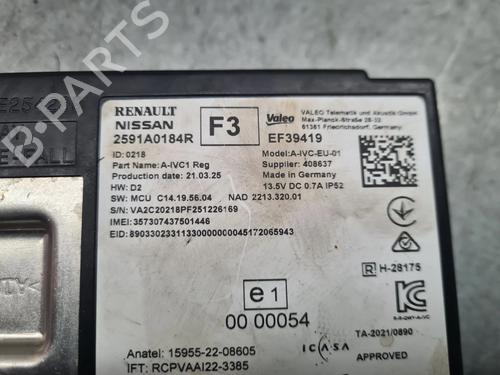 RENAULT
NISSAN
2591A0184R
F3
Valeo
EF39419
VALEO Telematik und Akustik GmbH
Max-Planck-Straße 28-32
61381 Friedrichsdorf, Germany
ID: 0218
Part Name: A-IVC1 Reg
Produced on: 21.03.25
HW: D2
Model:A-IVC-EU-01
Supplier: 408637
Made in Germany
13.5V DC 0.7A IP52
SW: MCU C14.19.56.04 NAD 2213.320.01
S/N: VA2C20218PF251226169
IMEI: 357307437501446
EID: 89033023311330000000045172065943
R H-28175
e1
00 00054
R-R-GWY-A-IVC
TA-2021/0890
ICASA
Anatel: 15955-22-08605
IFT: RCPVAAI22-3385
B-PARTS